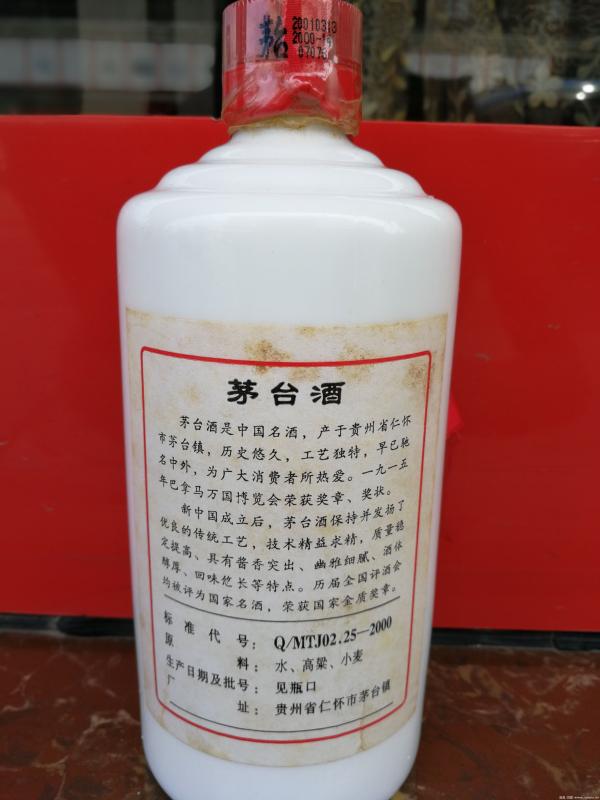 茅台
20010313
2000-
07073
茅台酒
茅台酒是中国名酒，产于贵州省仁怀
市茅台镇，历史悠久，工艺独特，早已驰
名中外，为广大消费者所热爱。一九一五
年巴拿马万国博览会荣获奖章、奖状。
新中国成立后，茅台酒保持并发扬了
优良的传统工艺，技术精益求精，质量稳
定提高、具有酱香突出、幽雅细腻、酒体
醇厚、回味悠长等特点。历届全国评酒会
均被评为国家名酒，荣获国家金质奖章。
标准代号：Q/MTJ02.25—2000
原料：水、高粱、小麦
生产日期及批号：见瓶口
厂址：贵州省仁怀市茅台镇